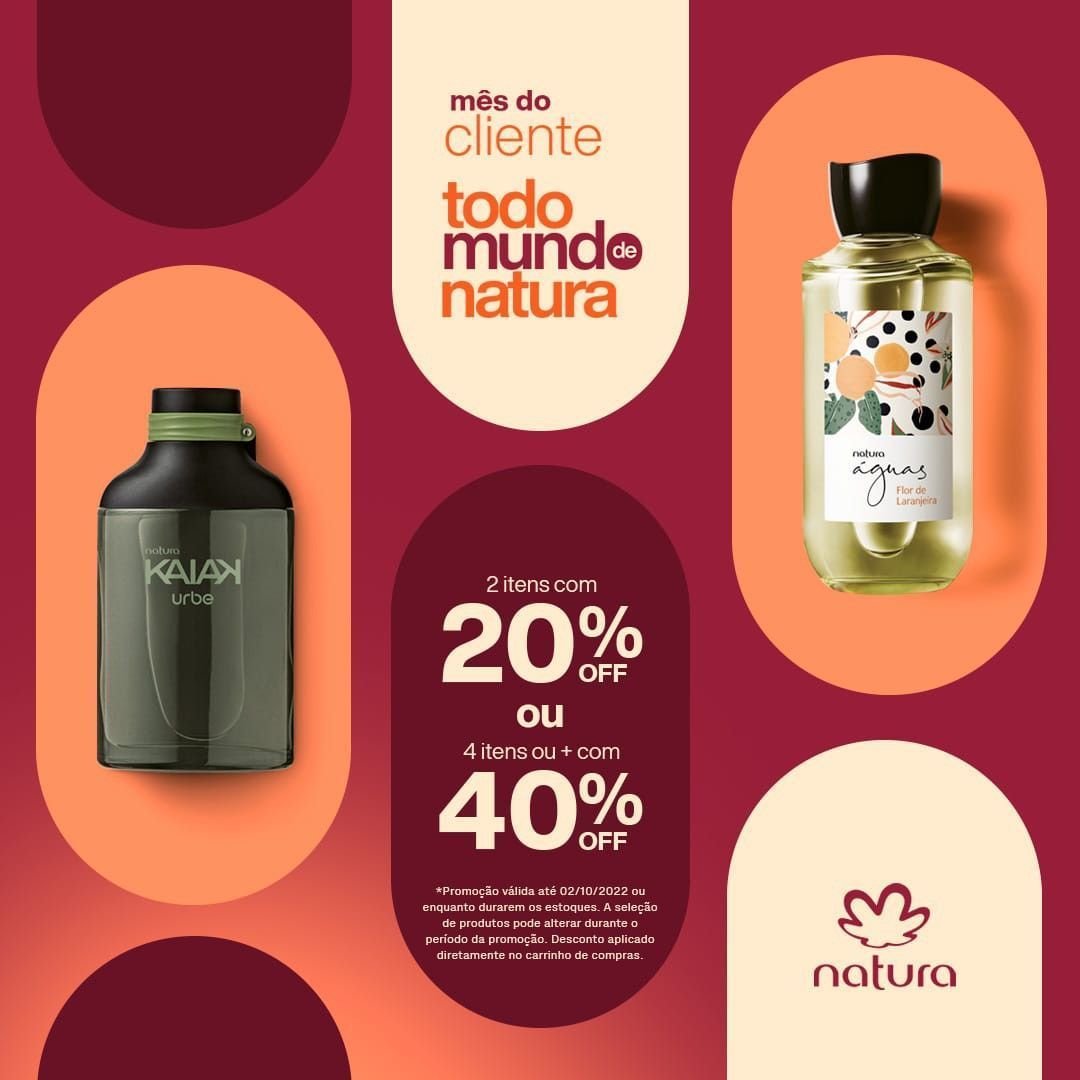 mês do
cliente
todo
mundo de
natura
natura
KAIAK
urbe
natura
águas
Flor de
Laranjeira
2 itens com
20%
OFF
ou
4 itens ou + com
40%
OFF
*Promoção válida até 02/10/2022 ou
enquanto durarem os estoques. A seleção
de produtos pode alterar durante o
período da promoção. Desconto aplicado
diretamente no carrinho de compras.
natura